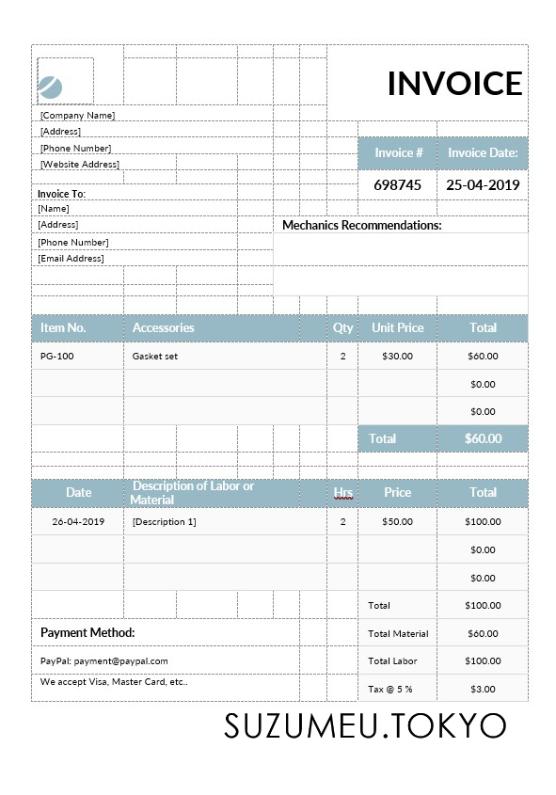 INVOICE
[Company Name]
[Address]
[Phone Number]
[Website Address]
Invoice # Invoice Date:
698745 25-04-2019
Invoice To:
[Name]
[Address]
[Phone Number]
[Email Address]
Mechanics Recommendations:
Item No. Accessories Qty Unit Price Total
PG-100 Gasket set 2 $30.00 $60.00
$0.00
$0.00
Total $60.00
Date Description of Labor or Material Hrs Price Total
26-04-2019 [Description 1] 2 $50.00 $100.00
$0.00
$0.00
Total $100.00
Payment Method: Total Material $60.00
PayPal: payment@paypal.com Total Labor $100.00
We accept Visa, Master Card, etc.. Tax @ 5 % $3.00
SUZUMEU.TOKYO